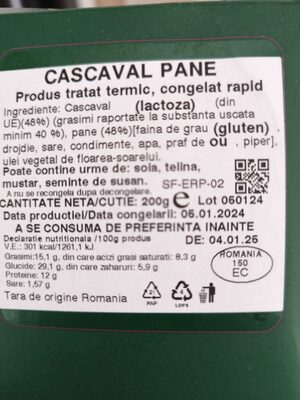 CASCAVAL PANE
Produs tratat termic, congelat rapid
Ingrediente: Cascaval (lactoza) (din
UE)(48%) (grasimi raportate la substanta uscata
minim 40 %), pane (48%)[faina de grau (gluten) ,
drojdie, sare, condimente, apa, praf de ou , piper],
ulei vegetal de floarea-soarelui.
Poate contine urme de: soia, telina,
mustar, seminte de susan. SF-ERP-02
A nu se recongela dupa decongelare.
CANTITATE NETA/CUTIE: 200g e Lot 060124
Data productiei/Data congelarii: 06.01.2024
A SE CONSUMA DE PREFERINTA INAINTE
DE: 04.01.25
Declaratie nutritionala /100g produs
E: 301 kcal/1261,1 kJ
Grasimi:15,1 g, din care acizi grasi saturati: 8,3 g
Glucide: 29,1 g, din care zaharuri: 5,9 g
Proteine: 12 g
Sare: 1,57 g
Tara de origine Romania
ROMANIA
150
EC
21
PAP
4
LDPE